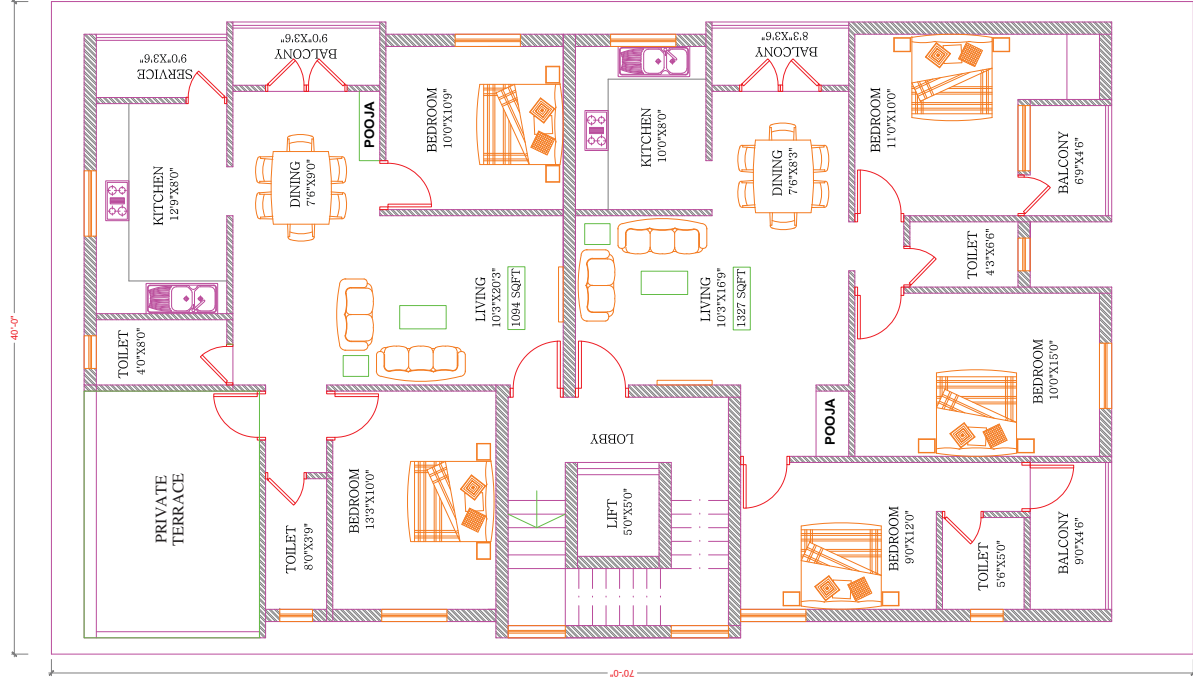 SERVICE
9'0"X3'6"
BALCONY
9'0"X3'6"
BALCONY
8'3"X3'6"
POOJA
BEDROOM
10'0"X10'9"
KITCHEN
10'0"X8'0"
DINING
7'6"X8'3"
BEDROOM
11'0"X10'0"
BALCONY
6'9"X4'6"
KITCHEN
12'9"X8'0"
DINING
7'6"X9'0"
TOILET
4'3"X6'6"
LIVING
10'3"X20'3"
1094 SQFT
LIVING
10'3"X16'9"
1327 SQFT
40'-0"
TOILET
4'0"X8'0"
BEDROOM
10'0"X15'0"
POOJA
LOBBY
PRIVATE
TERRACE
BEDROOM
13'3"X10'0"
LIFT
5'0"X5'0"
TOILET
8'0"X3'9"
BEDROOM
9'0"X12'0"
TOILET
5'6"X5'0"
BALCONY
9'0"X4'6"
70'-0"